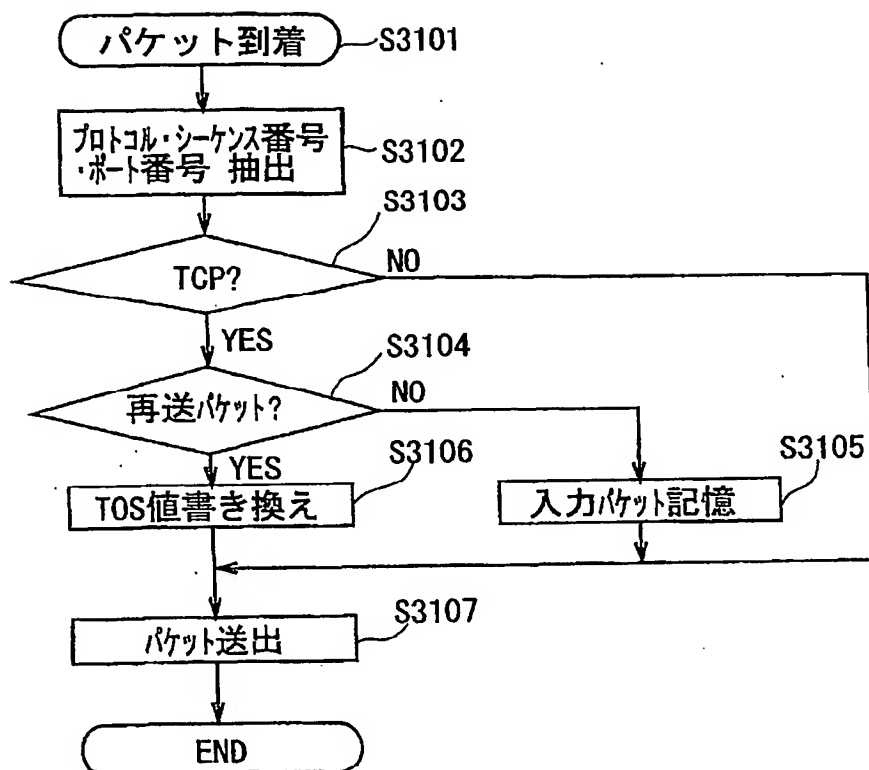 パケット到着
S3101
プロトコル・シーケンス番号
・ポート番号 抽出
S3102
S3103
TCP?
NO
YES
S3104
再送パケット?
NO
YES
S3106
TOS値書き換え
S3105
入力パケット記憶
S3107
パケット送出
END